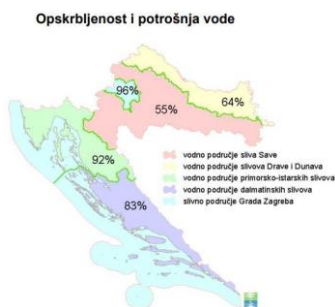 Opskrbljenost i potrošnja vode
96%
64%
55%
92%
83%
vodno područje sliva Save
vodno područje slivova Drave i Dunava
vodno područje primorsko-istarskih slivova
vodno područje dalmatinskih slivova
slivno područje Grada Zagreba